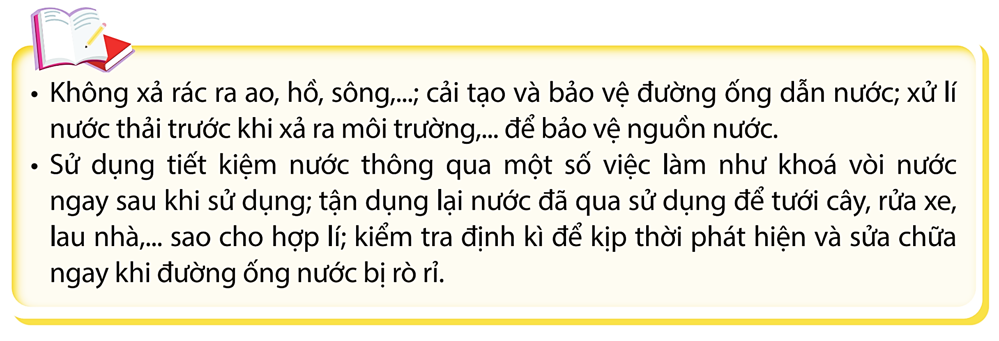 • Không xả rác ra ao, hồ, sông,...; cải tạo và bảo vệ đường ống dẫn nước; xử lí
nước thải trước khi xả ra môi trường,... để bảo vệ nguồn nước.
• Sử dụng tiết kiệm nước thông qua một số việc làm như khoá vòi nước
ngay sau khi sử dụng; tận dụng lại nước đã qua sử dụng để tưới cây, rửa xe,
lau nhà,... sao cho hợp lí; kiểm tra định kì để kịp thời phát hiện và sửa chữa
ngay khi đường ống nước bị rò rỉ.